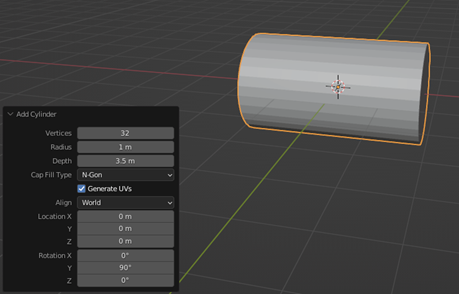 Add Cylinder
Vertices 32
Radius 1 m
Depth 3.5 m
Cap Fill Type N-Gon
Generate UVs
Align World
Location X 0 m
Y 0 m
Z 0 m
Rotation X 0°
Y 90°
Z 0°